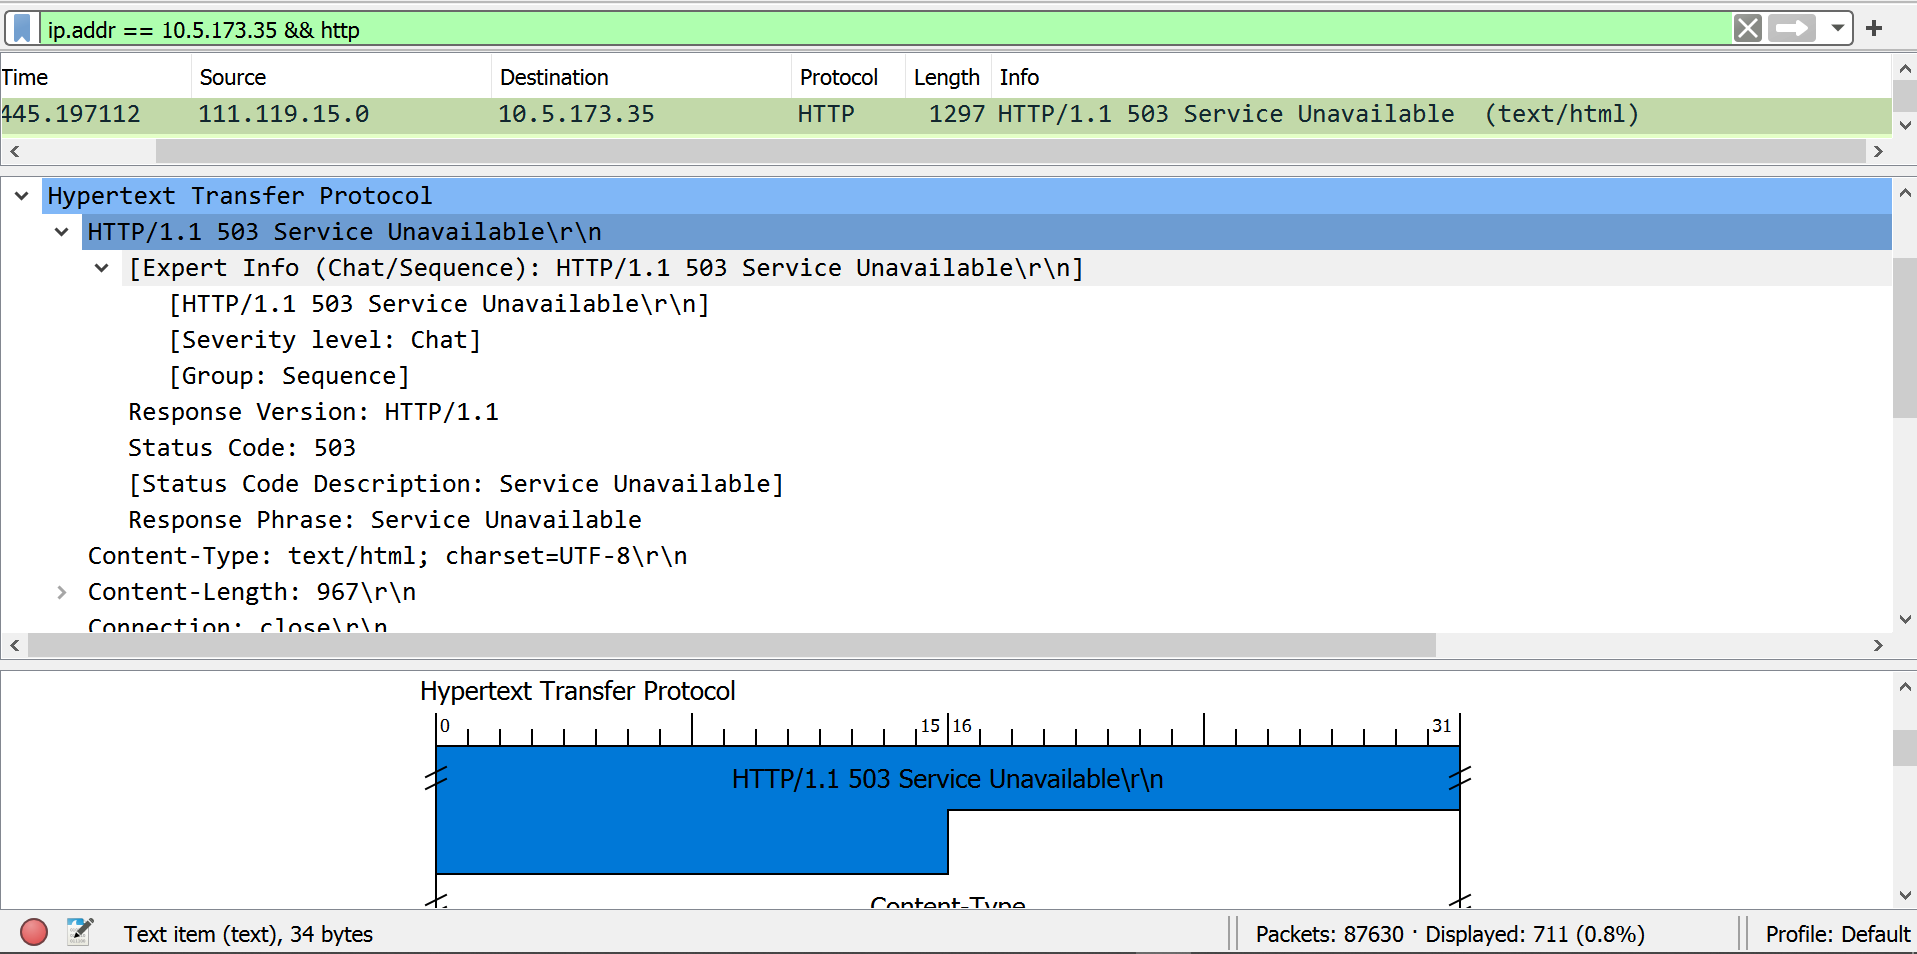 ip.addr == 10.5.173.35 && http
Time Source Destination Protocol Length Info
445.197112 111.119.15.0 10.5.173.35 HTTP 1297 HTTP/1.1 503 Service Unavailable (text/html)
Hypertext Transfer Protocol
HTTP/1.1 503 Service Unavailable\r\n
[Expert Info (Chat/Sequence): HTTP/1.1 503 Service Unavailable\r\n]
[HTTP/1.1 503 Service Unavailable\r\n]
[Severity level: Chat]
[Group: Sequence]
Response Version: HTTP/1.1
Status Code: 503
[Status Code Description: Service Unavailable]
Response Phrase: Service Unavailable
Content-Type: text/html; charset=UTF-8\r\n
Content-Length: 967\r\n
Connection: close\r\n
Hypertext Transfer Protocol
0 15 16 31
HTTP/1.1 503 Service Unavailable\r\n
Content-Type
Text item (text), 34 bytes Packets: 87630 · Displayed: 711 (0.8%) Profile: Default